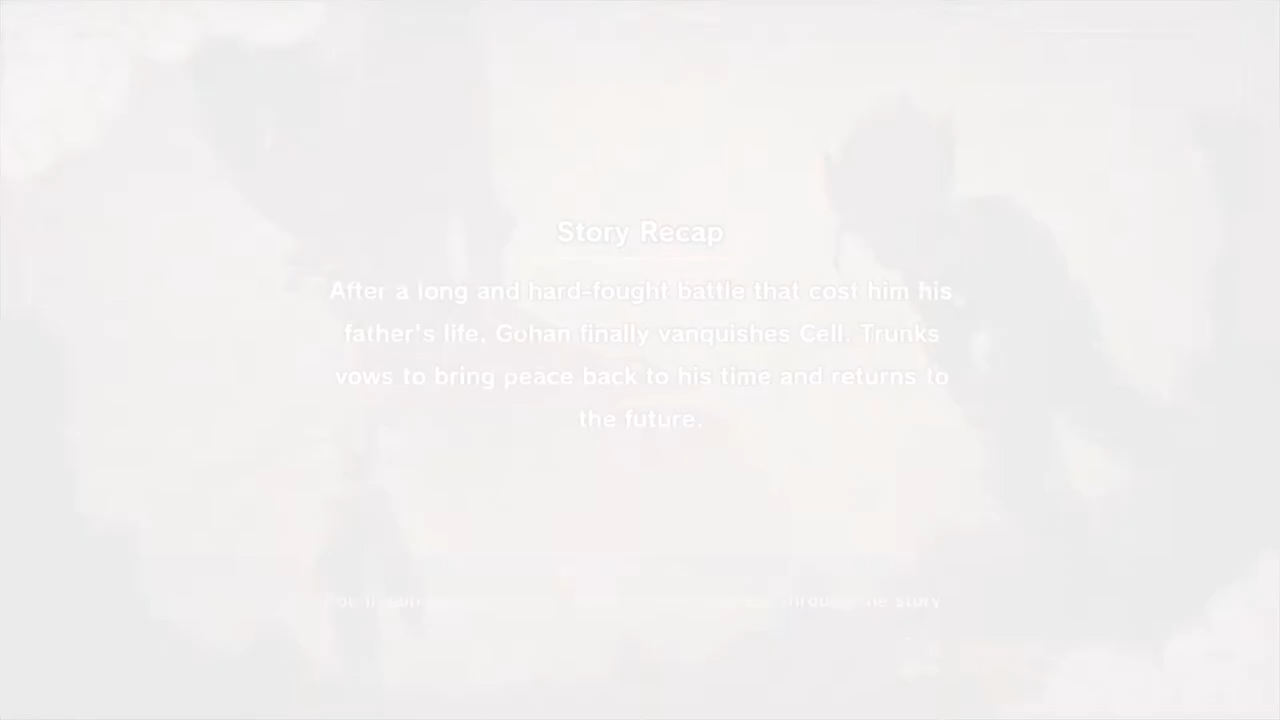 Story Recap
After a long and hard-fought battle that cost him his
father's life, Gohan finally vanquishes Cell. Trunks
vows to bring peace back to his time and returns to
the future.
story